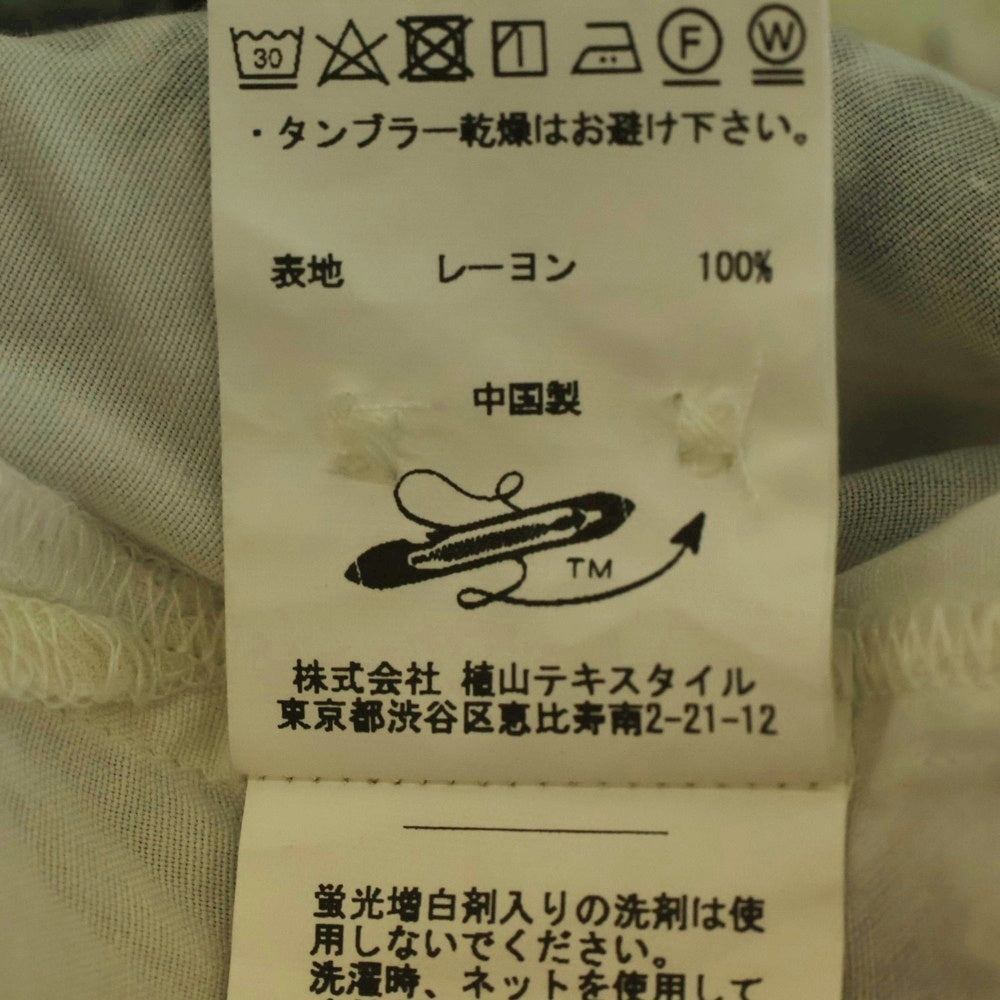 30 F W
・タンブラー乾燥はお避け下さい。
表地 レーヨン 100%
中国製
TM
株式会社 植山テキスタイル
東京都渋谷区恵比寿南2-21-12
蛍光増白剤入りの洗剤は使
用しないでください。
洗濯時、ネットを使用して